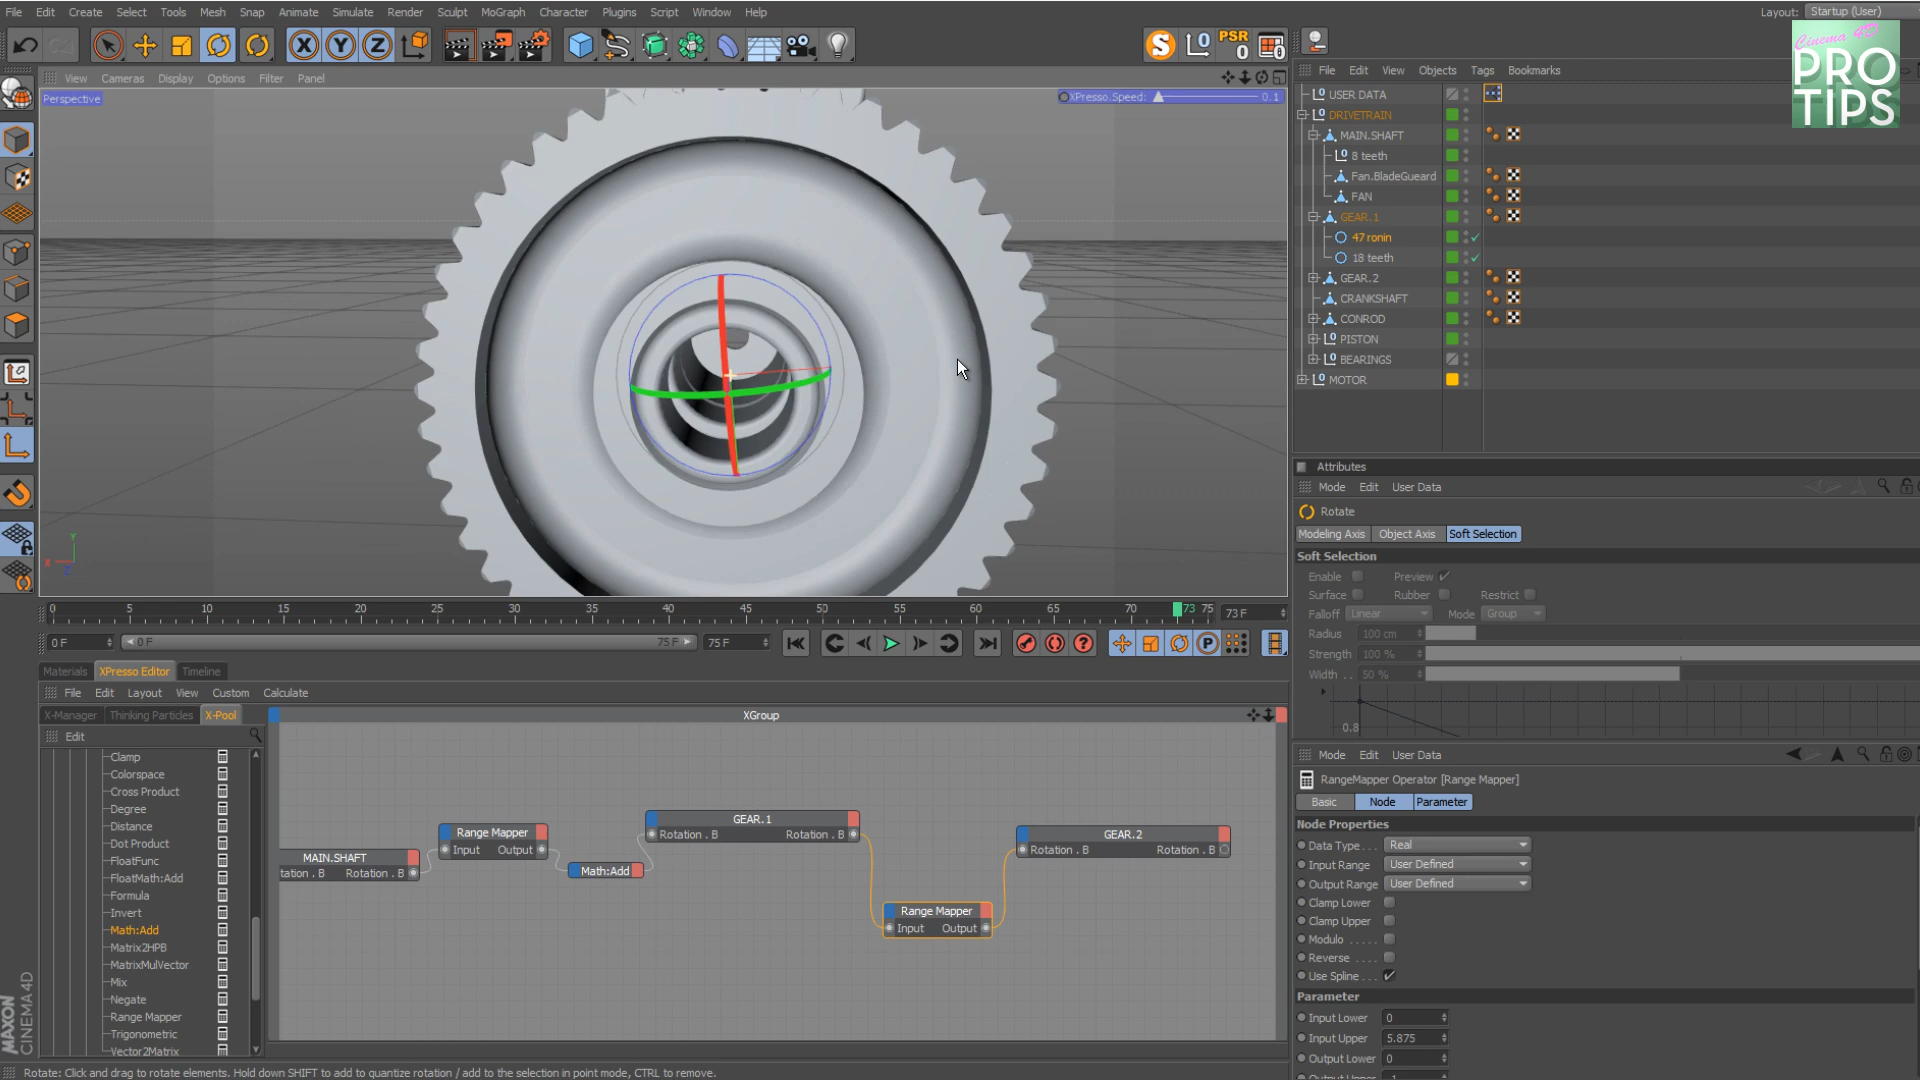 File Edit Create Select Tools Mesh Snap Animate Simulate Render Sculpt MoGraph Character Plugins Script Window Help
Layout: Startup (User)
Cinema 4D
PRO
TIPS
X Y Z
S
0
PSR
0
View Cameras Display Options Filter Panel
Perspective
XPresso.Speed: 0.1
File Edit View Objects Tags Bookmarks
USER DATA
DRIVETRAIN
MAIN.SHAFT
8 teeth
Fan.BladeGueard
FAN
GEAR.1
47 ronin
18 teeth
GEAR.2
CRANKSHAFT
CONROD
PISTON
BEARINGS
MOTOR
Attributes
Mode Edit User Data
Rotate
Modeling Axis Object Axis Soft Selection
Soft Selection
Enable Preview
Surface Rubber Restrict
Falloff Linear Mode Group
Radius 100 cm
Strength 100 %
Width . . 50 %
0.8
Y
X
Z
0 5 10 15 20 25 30 35 40 45 50 55 60 65 70 73 75 73 F
0 F 0 F 75 F 75 F
P
Materials XPresso Editor Timeline
File Edit Layout View Custom Calculate
X-Manager Thinking Particles X-Pool
Edit
Clamp
Colorspace
Cross Product
Degree
Distance
Dot Product
FloatFunc
FloatMath:Add
Formula
Invert
Math:Add
Matrix2HPB
MatrixMulVector
Mix
Negate
Range Mapper
Trigonometric
Vector2Matrix
XGroup
MAIN.SHAFT
tation . B Rotation . B
Range Mapper
Input Output
Math:Add
GEAR.1
Rotation . B Rotation . B
Range Mapper
Input Output
GEAR.2
Rotation . B Rotation . B
Mode Edit User Data
RangeMapper Operator [Range Mapper]
Basic Node Parameter
Node Properties
Data Type . . . Real
Input Range User Defined
Output Range User Defined
Clamp Lower
Clamp Upper
Modulo . . . . .
Reverse . . . .
Use Spline . . .
Parameter
Input Lower 0
Input Upper 5.875
Output Lower 0
Output Upper -1
MAXON
CINEMA 4D
Rotate: Click and drag to rotate elements. Hold down SHIFT to add to quantize rotation / add to the selection in point mode, CTRL to remove.